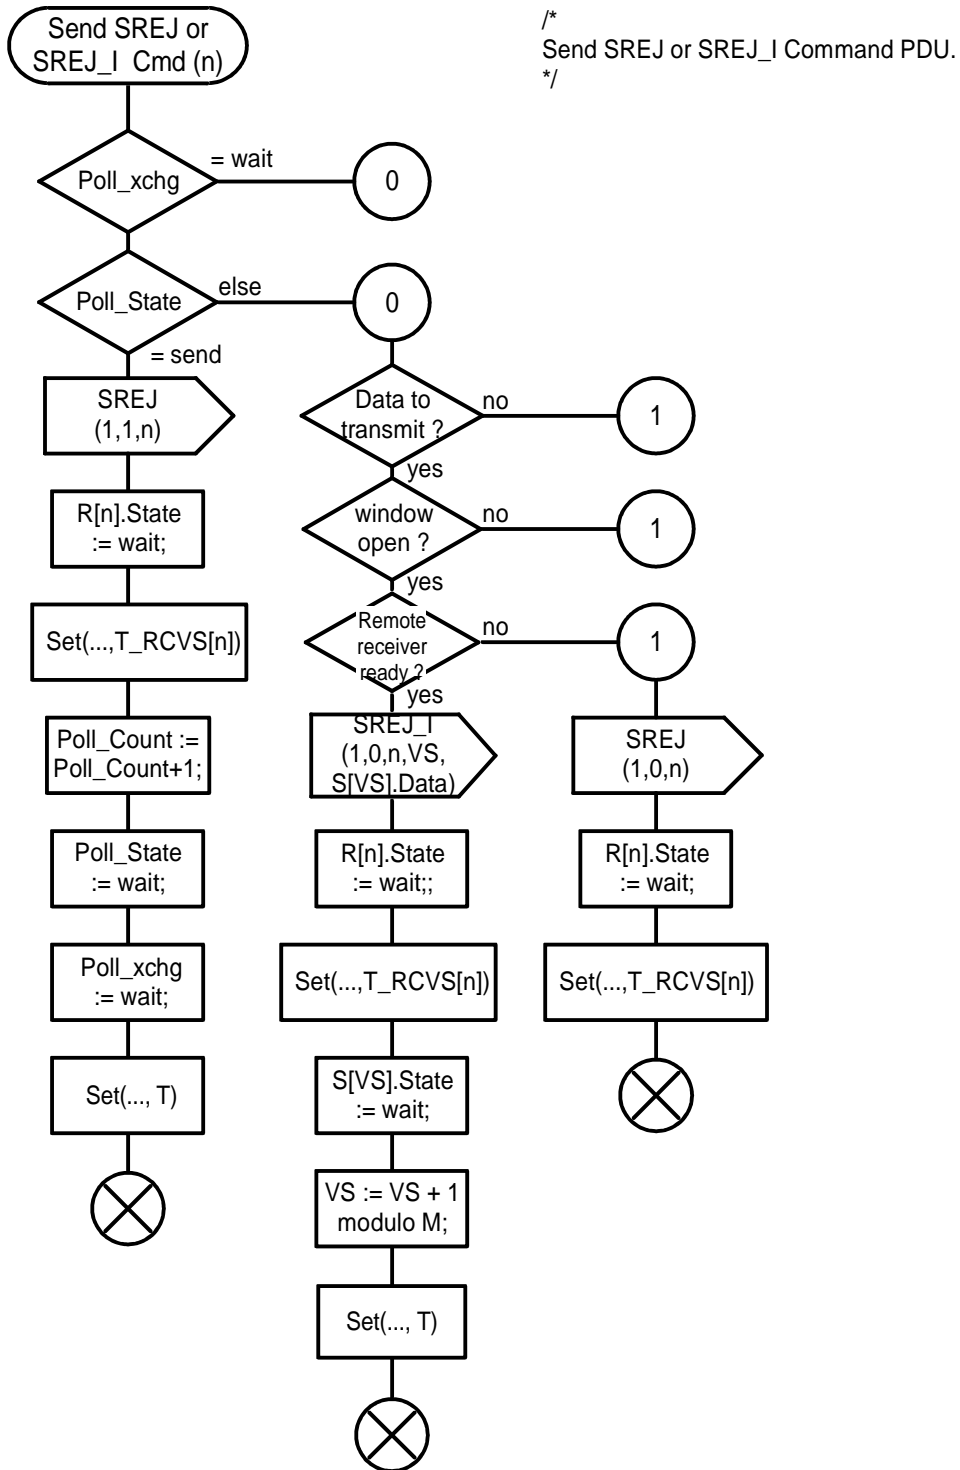 Send SREJ or
SREJ_I Cmd (n)
/*
Send SREJ or SREJ_I Command PDU.
*/
Poll_xchg
= wait
0
Poll_State
else
0
= send
SREJ
(1,1,n)
R[n].State
:= wait;
Set(...,T_RCVS[n])
Poll_Count :=
Poll_Count+1;
Poll_State
:= wait;
Poll_xchg
:= wait;
Set(..., T)
Data to
transmit ?
no
1
yes
window
open ?
no
1
yes
Remote
receiver
ready ?
no
1
yes
SREJ_I
(1,0,n,VS,
S[VS].Data)
R[n].State
:= wait;;
Set(...,T_RCVS[n])
S[VS].State
:= wait;
VS := VS + 1
modulo M;
Set(..., T)
SREJ
(1,0,n)
R[n].State
:= wait;
Set(...,T_RCVS[n])